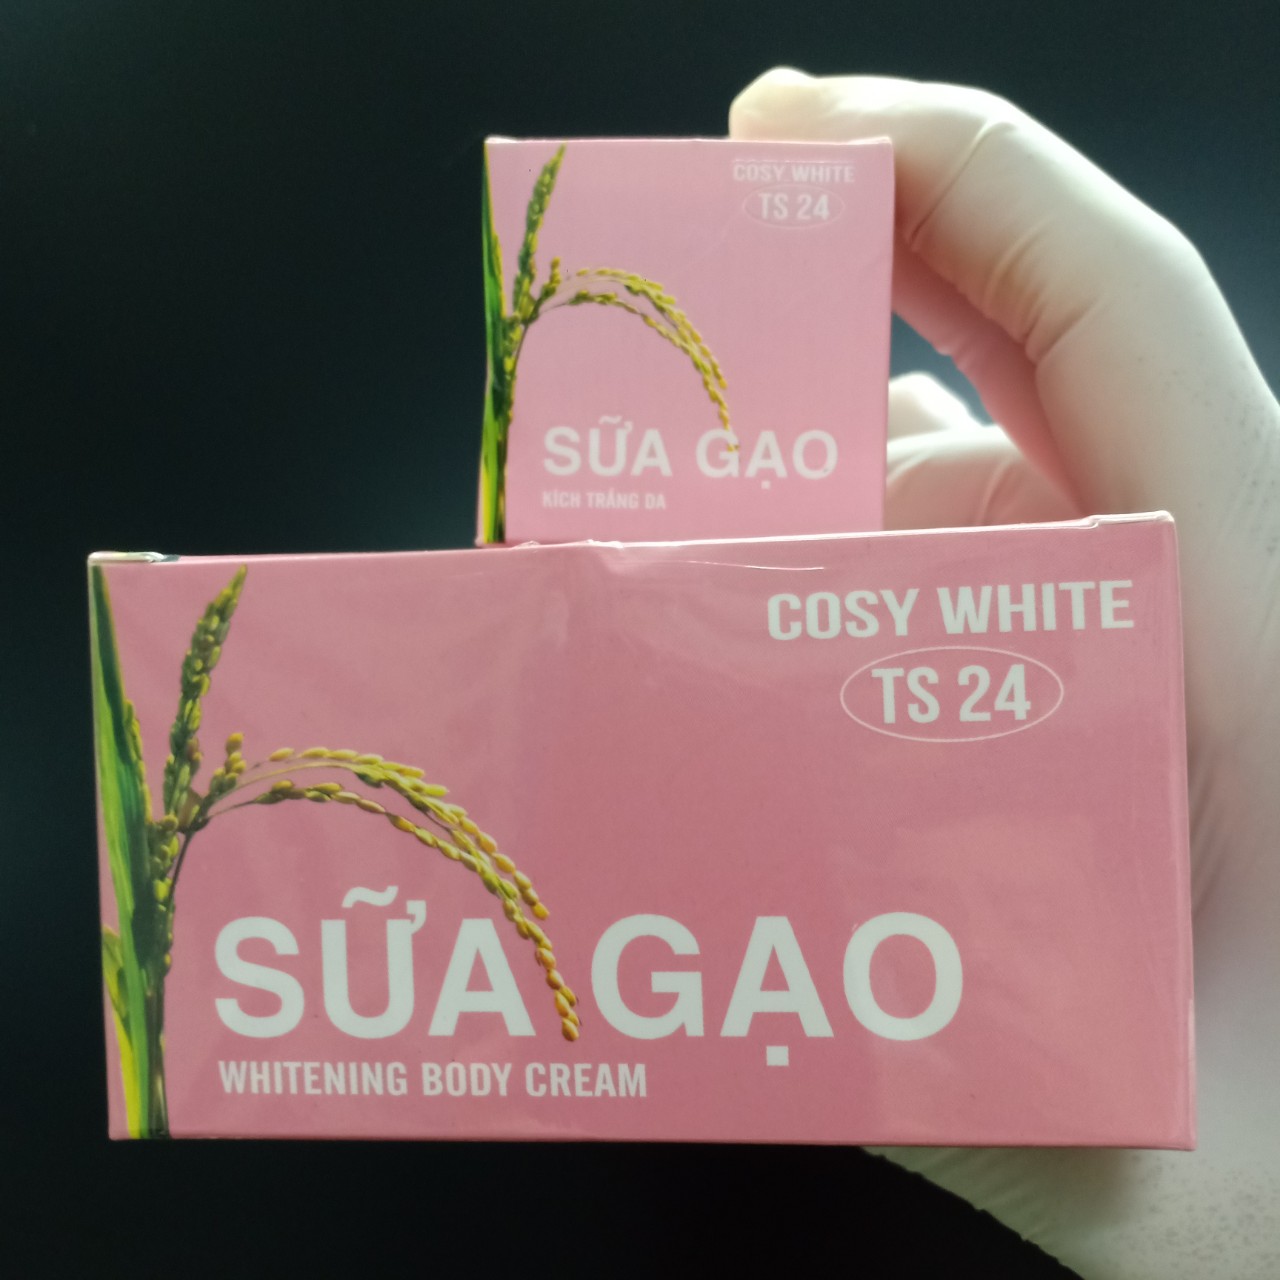 COSY WHITE
TS 24
SỮA GẠO
KÍCH TRẮNG DA
COSY WHITE
TS 24
SỮA GẠO
WHITENING BODY CREAM